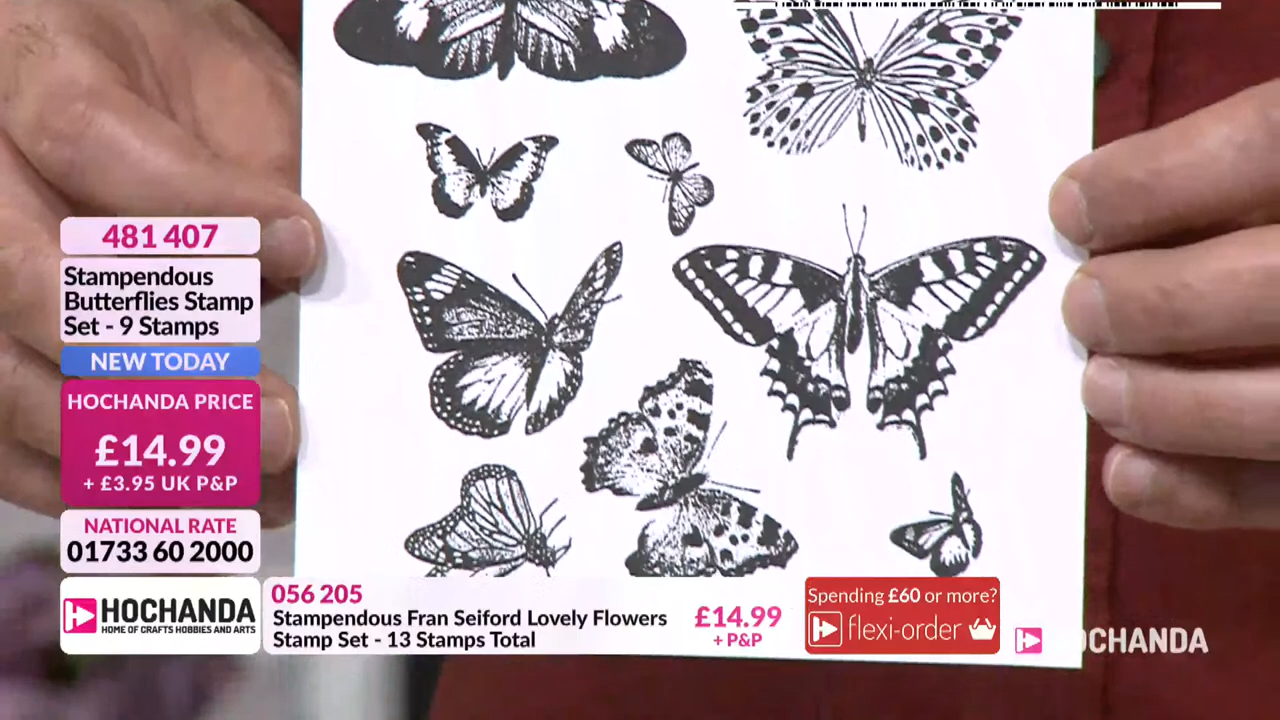 481 407
Stampendous
Butterflies Stamp
Set - 9 Stamps
NEW TODAY
HOCHANDA PRICE
£14.99
+ £3.95 UK P&P
NATIONAL RATE
01733 60 2000
HOCHANDA
HOME OF CRAFTS HOBBIES AND ARTS
056 205
Stampendous Fran Seiford Lovely Flowers
Stamp Set - 13 Stamps Total
£14.99
+ P&P
Spending £60 or more?
flexi-order
HOCHANDA